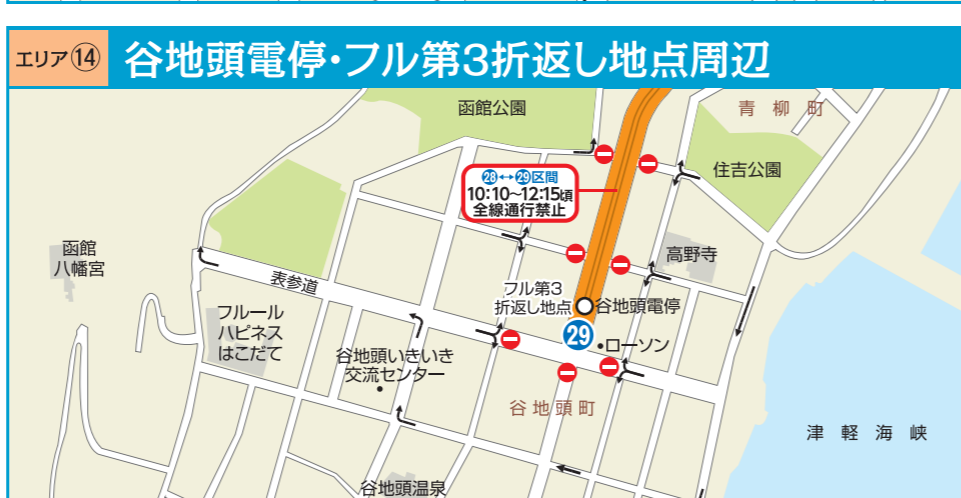 エリア⑭ 谷地頭電停・フル第3折返し地点周辺
函館公園
青柳町
住吉公園
㉘↔㉙区間
10:10~12:15頃
全線通行禁止
函館
八幡宮
高野寺
表参道
フル第3
折返し地点
谷地頭電停
フルール
ハピネス
はこだて
29
・ローソン
谷地頭いきいき
交流センター
谷地頭町
津軽海峡
谷地頭温泉